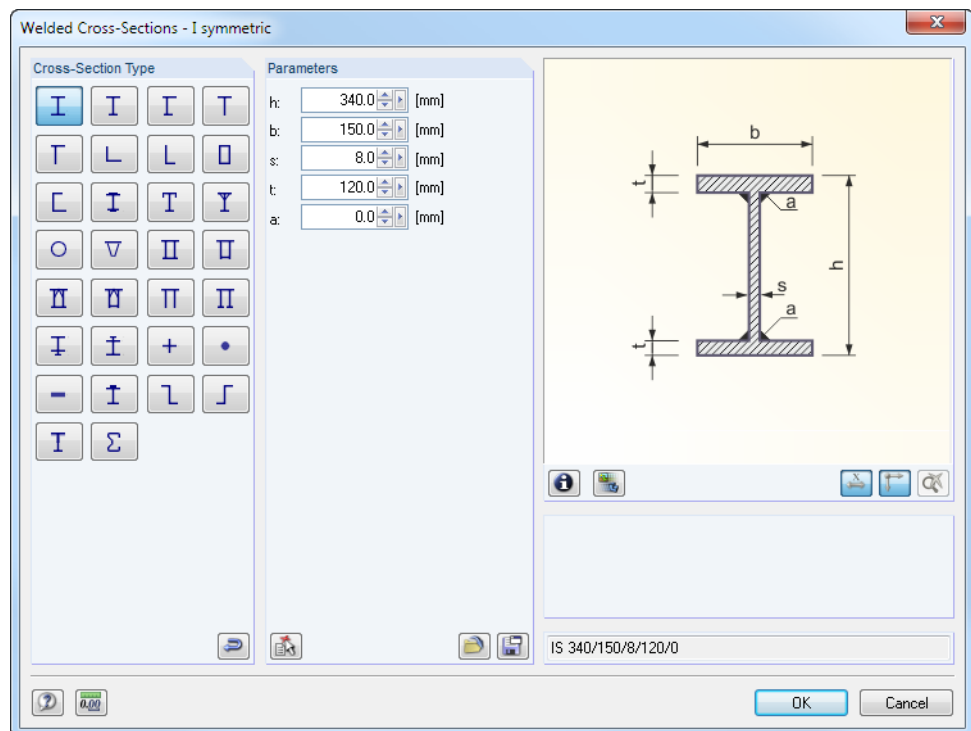 Welded Cross-Sections - I symmetric
Cross-Section Type
Parameters
h: 340.0 [mm]
b: 150.0 [mm]
s: 8.0 [mm]
t: 120.0 [mm]
a: 0.0 [mm]
b
t
a
h
s
a
t
IS 340/150/8/120/0
0.00
OK
Cancel